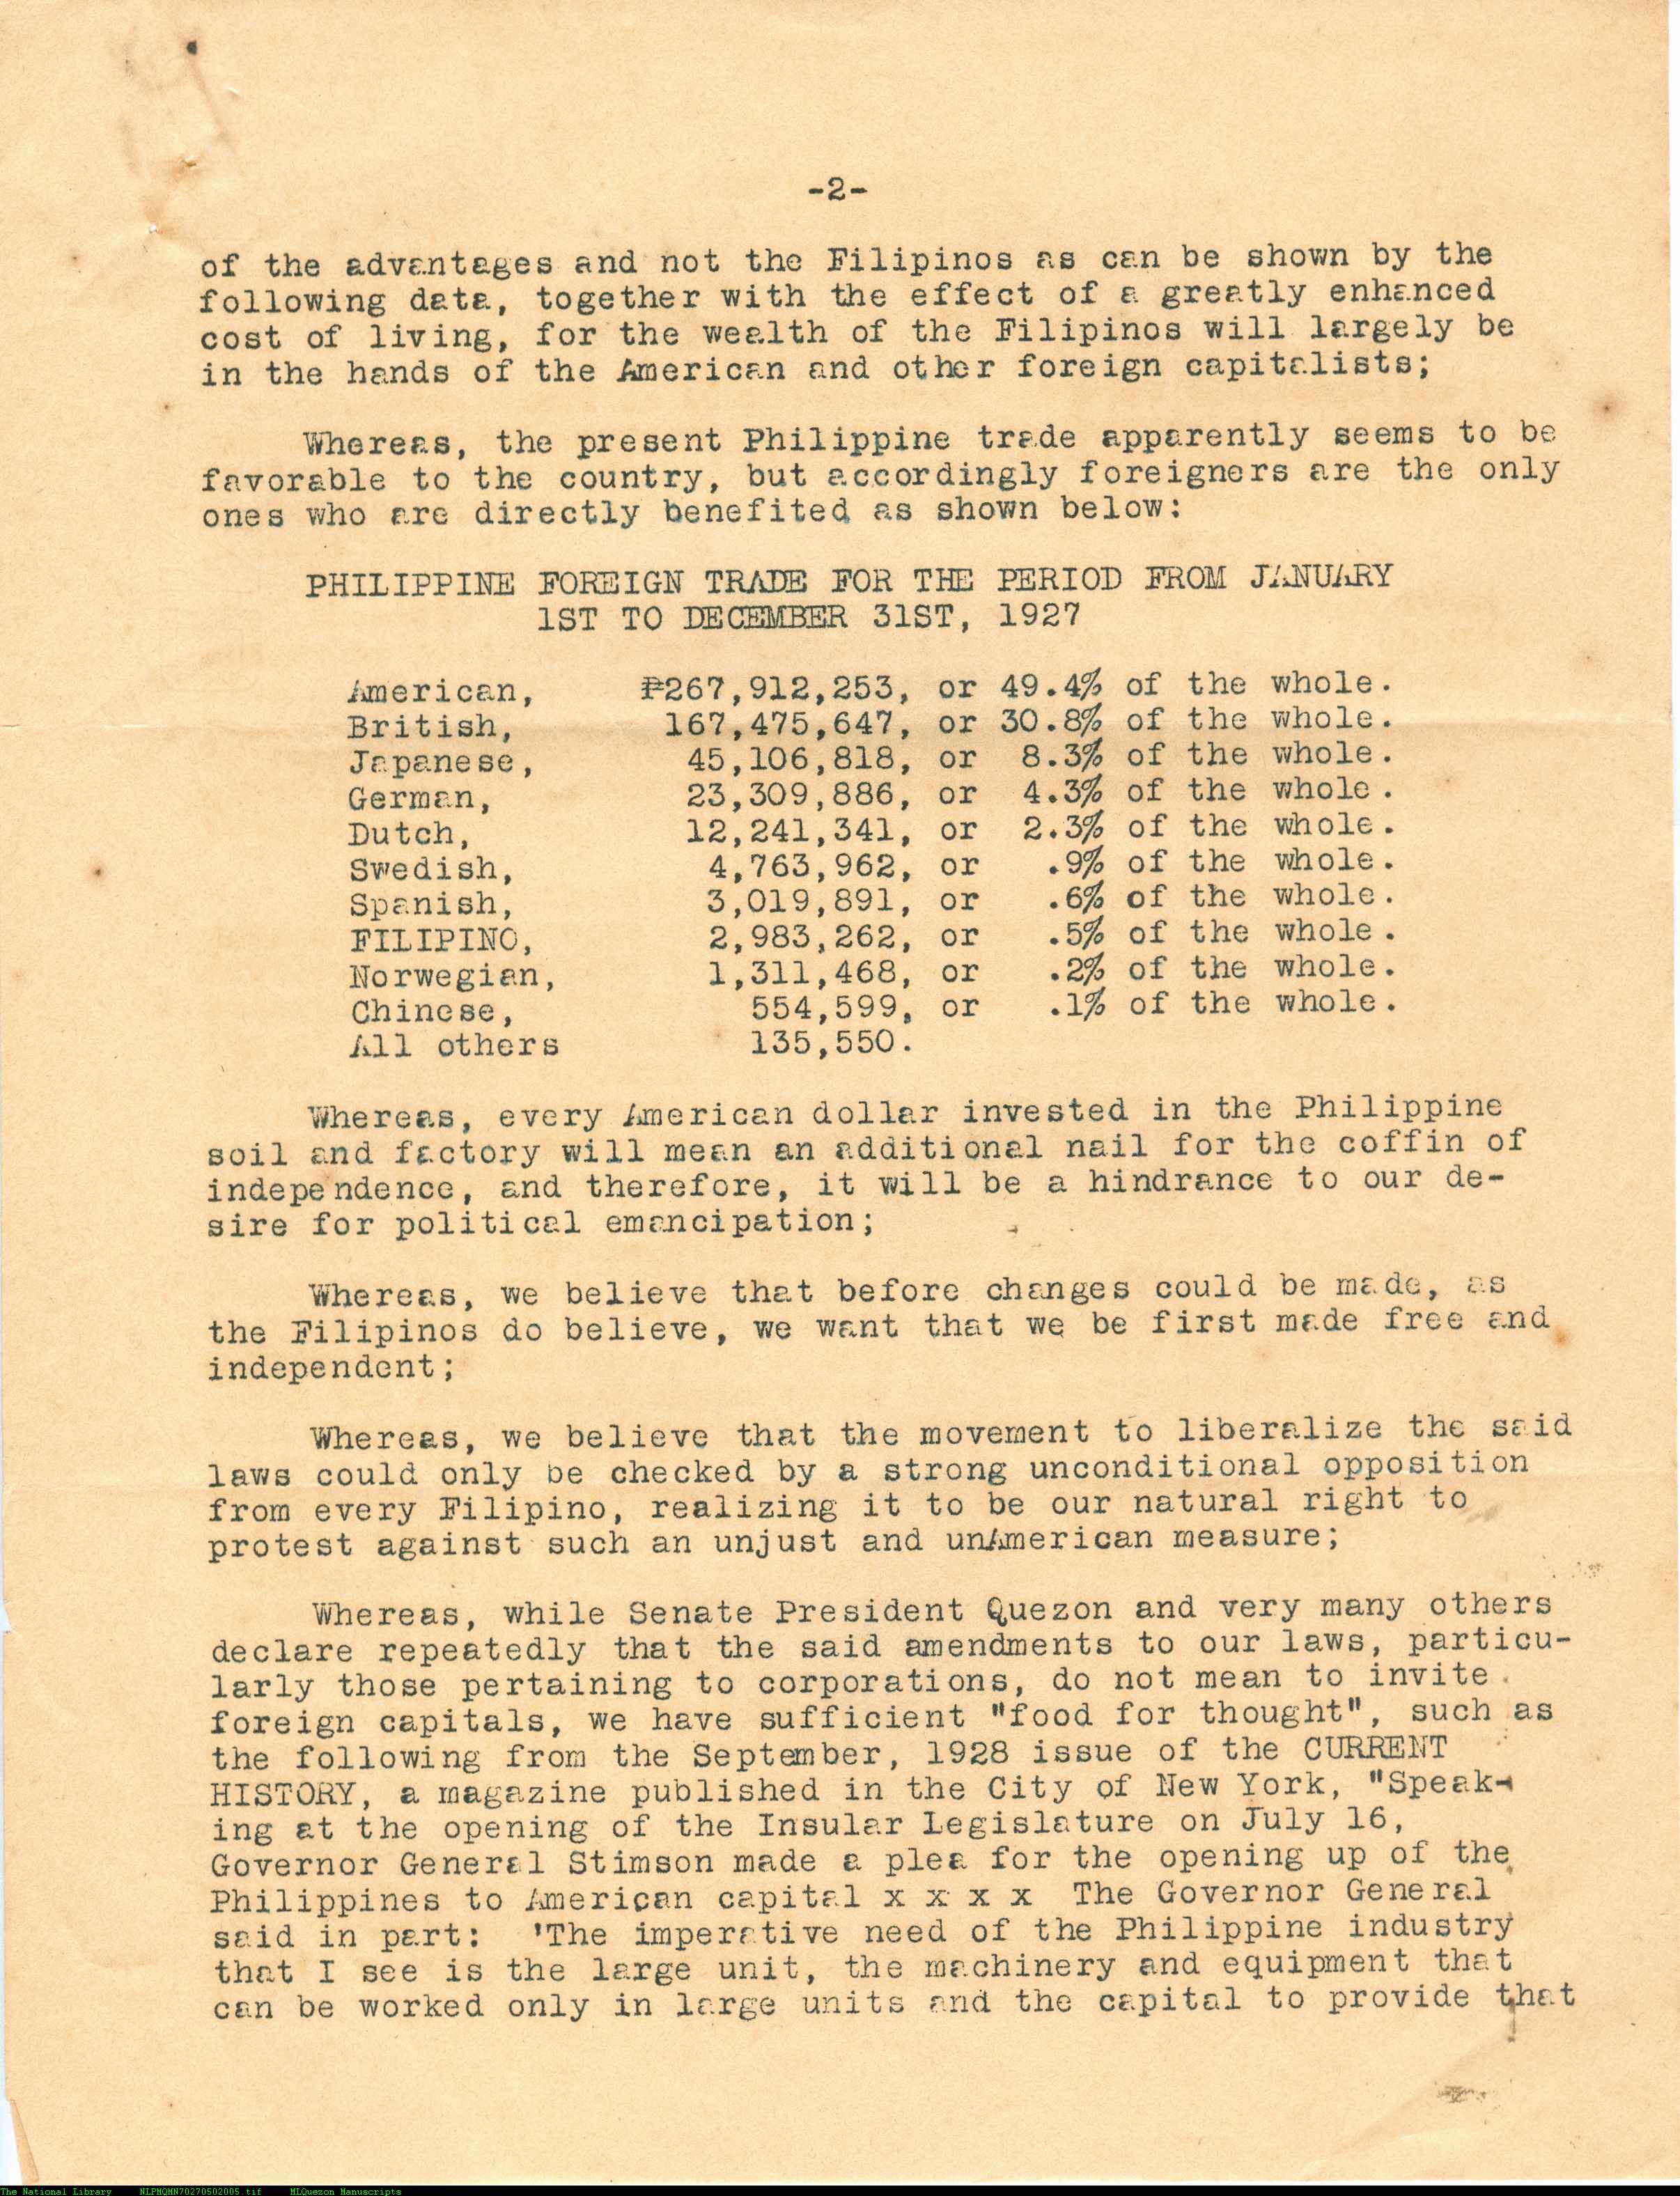 -2-
of the advantages and not the Filipinos as can be shown by the
following data, together with the effect of a greatly enhanced
cost of living, for the wealth of the Filipinos will largely be
in the hands of the American and other foreign capitalists;
Whereas, the present Philippine trade apparently seems to be
favorable to the country, but accordingly foreigners are the only
ones who are directly benefited as shown below:
PHILIPPINE FOREIGN TRADE FOR THE PERIOD FROM JANUARY
1ST TO DECEMBER 31ST, 1927
American, ₱267,912,253, or 49.4% of the whole.
British, 167,475,647, or 30.8% of the whole.
Japanese, 45,106,818, or 8.3% of the whole.
German, 23,309,886, or 4.3% of the whole.
Dutch, 12,241,341, or 2.3% of the whole.
Swedish, 4,763,962, or .9% of the whole.
Spanish, 3,019,891, or .6% of the whole.
FILIPINO, 2,983,262, or .5% of the whole.
Norwegian, 1,311,468, or .2% of the whole.
Chinese, 554,599, or .1% of the whole.
All others 135,550.
Whereas, every American dollar invested in the Philippine
soil and factory will mean an additional nail for the coffin of
independence, and therefore, it will be a hindrance to our de-
sire for political emancipation;
Whereas, we believe that before changes could be made, as
the Filipinos do believe, we want that we be first made free and
independent;
Whereas, we believe that the movement to liberalize the said
laws could only be checked by a strong unconditional opposition
from every Filipino, realizing it to be our natural right to
protest against such an unjust and unAmerican measure;
Whereas, while Senate President Quezon and very many others
declare repeatedly that the said amendments to our laws, particu-
larly those pertaining to corporations, do not mean to invite
foreign capitals, we have sufficient "food for thought", such as
the following from the September, 1928 issue of the CURRENT
HISTORY, a magazine published in the City of New York, "Speak-
ing at the opening of the Insular Legislature on July 16,
Governor General Stimson made a plea for the opening up of the
Philippines to American capital x x x x The Governor General
said in part: 'The imperative need of the Philippine industry
that I see is the large unit, the machinery and equipment that
can be worked only in large units and the capital to provide that
The National Library NLPMQMN70270502005.tif MLQuezon Manuscripts